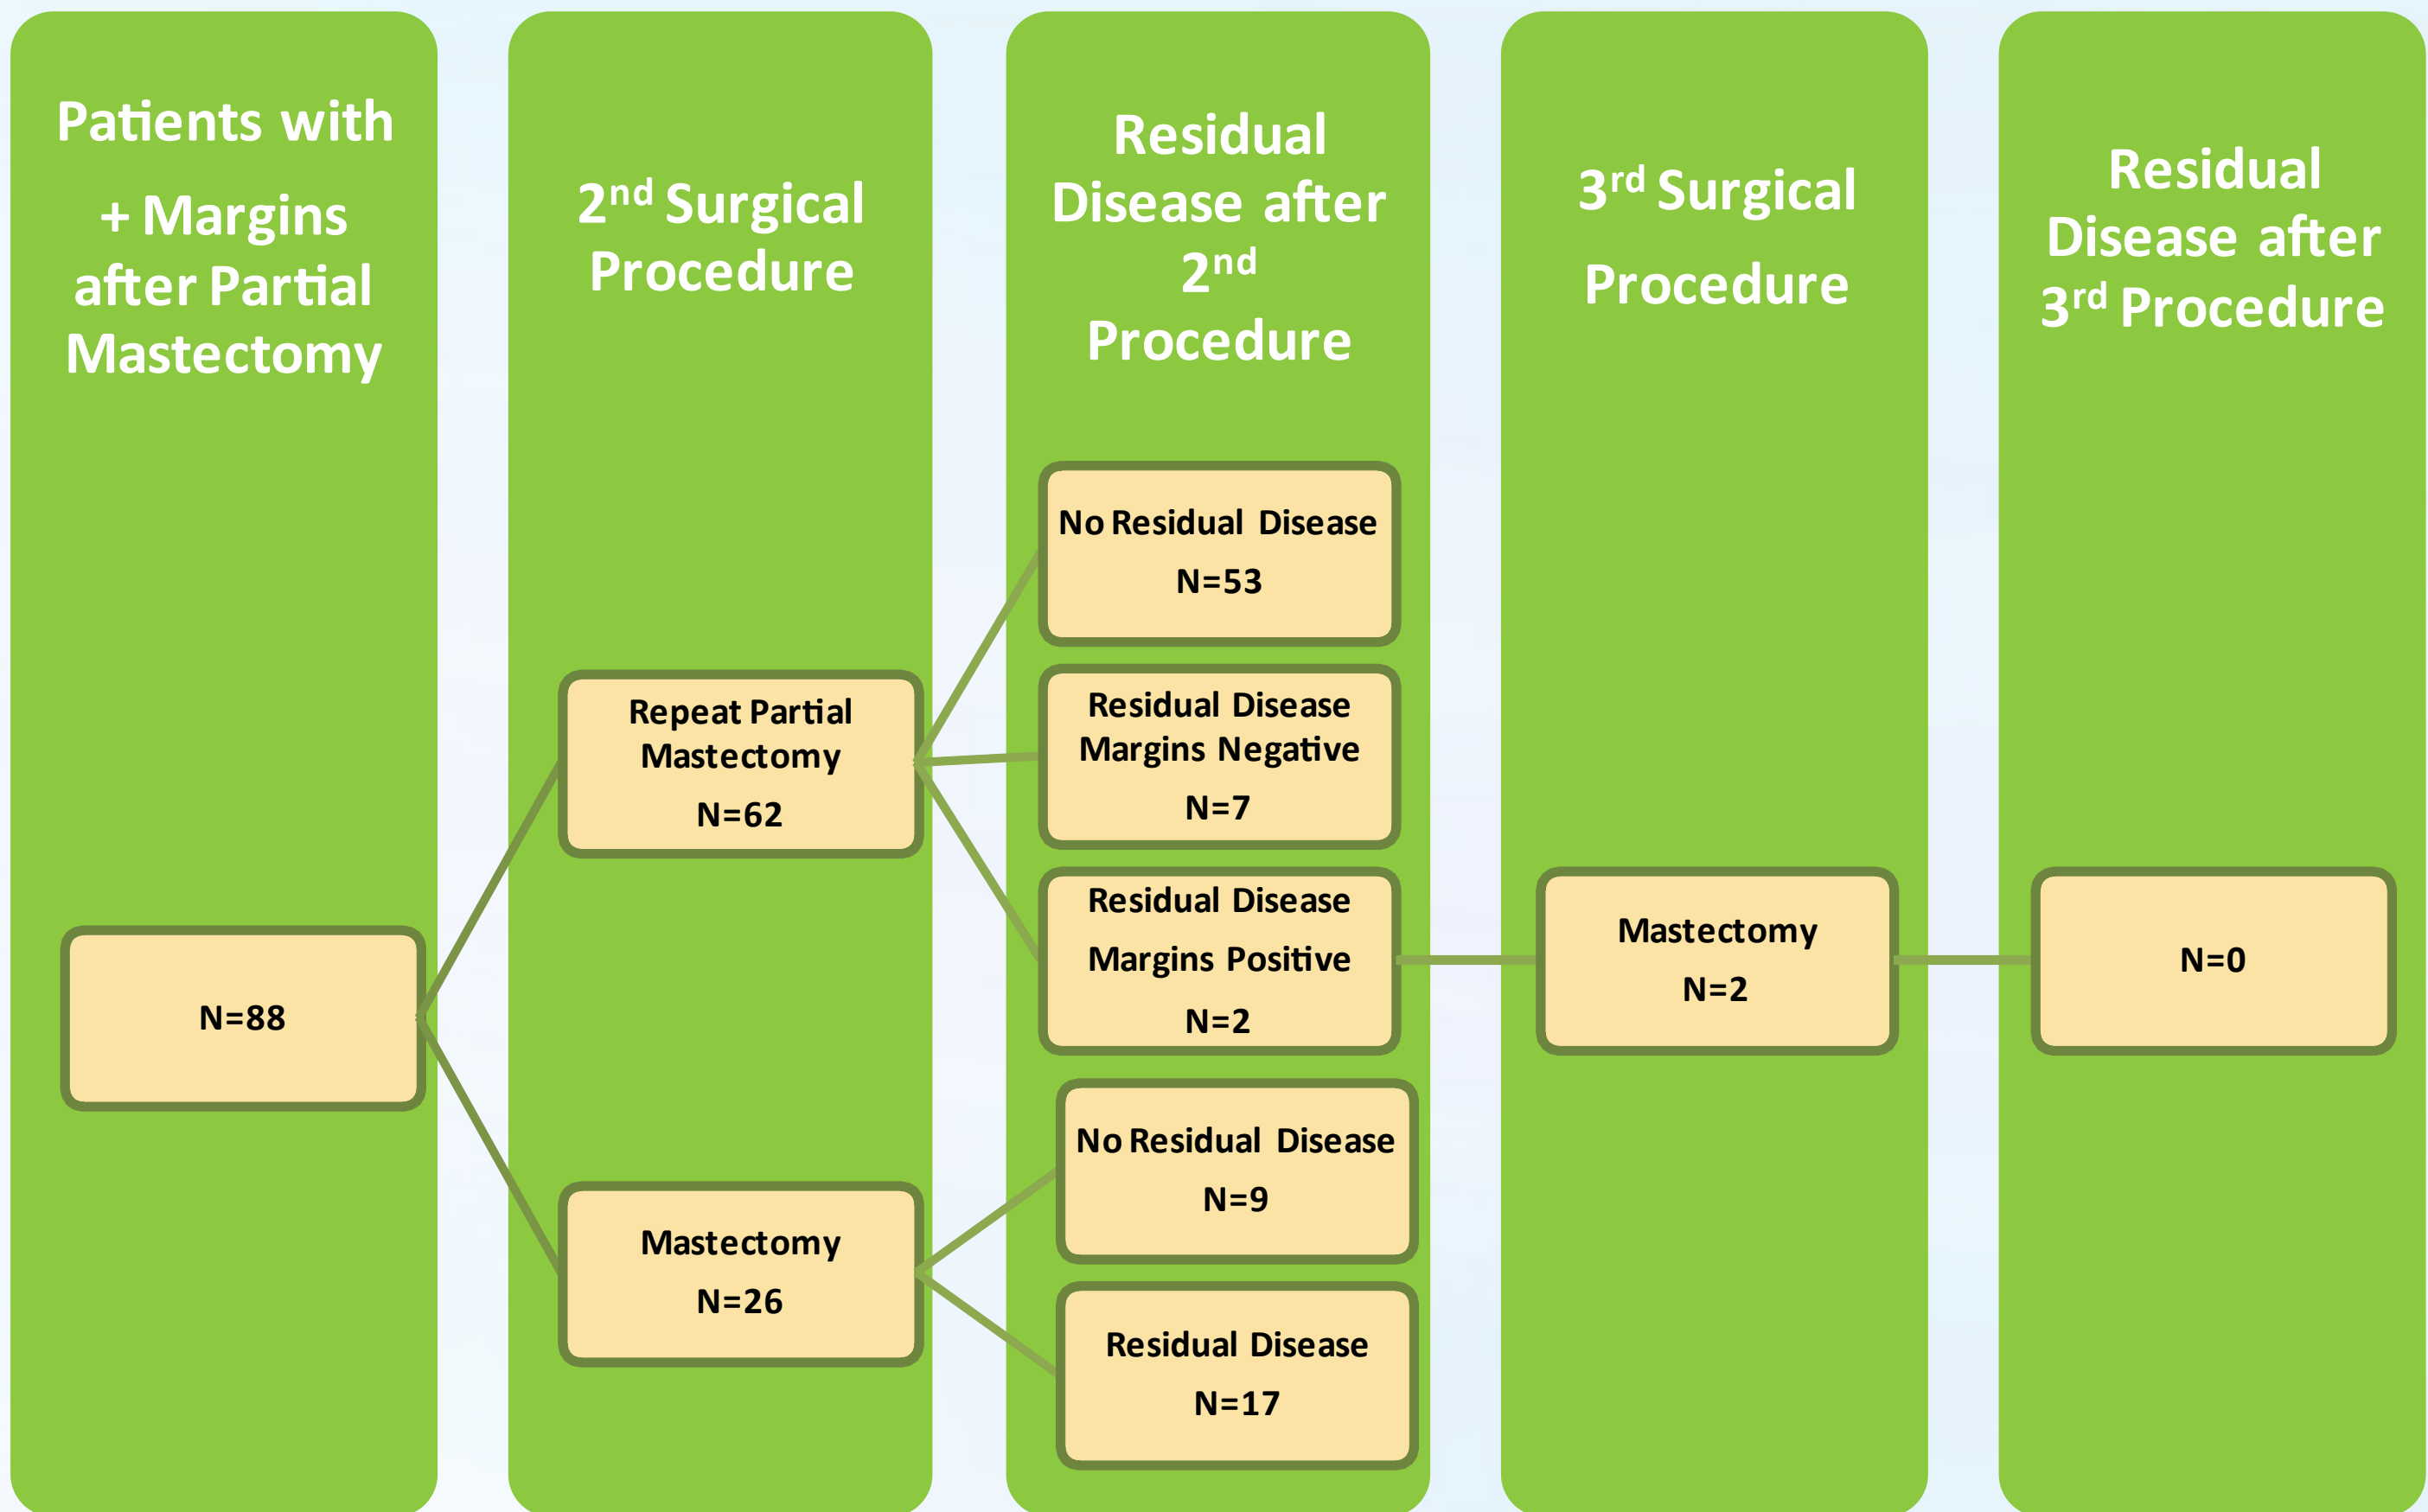 Patients with
+ Margins
after Partial
Mastectomy
N=88
2nd Surgical
Procedure
Repeat Partial
Mastectomy
N=62
Mastectomy
N=26
Residual
Disease after
2nd
Procedure
No Residual Disease
N=53
Residual Disease
Margins Negative
N=7
Residual Disease
Margins Positive
N=2
No Residual Disease
N=9
Residual Disease
N=17
3rd Surgical
Procedure
Mastectomy
N=2
Residual
Disease after
3rd Procedure
N=0